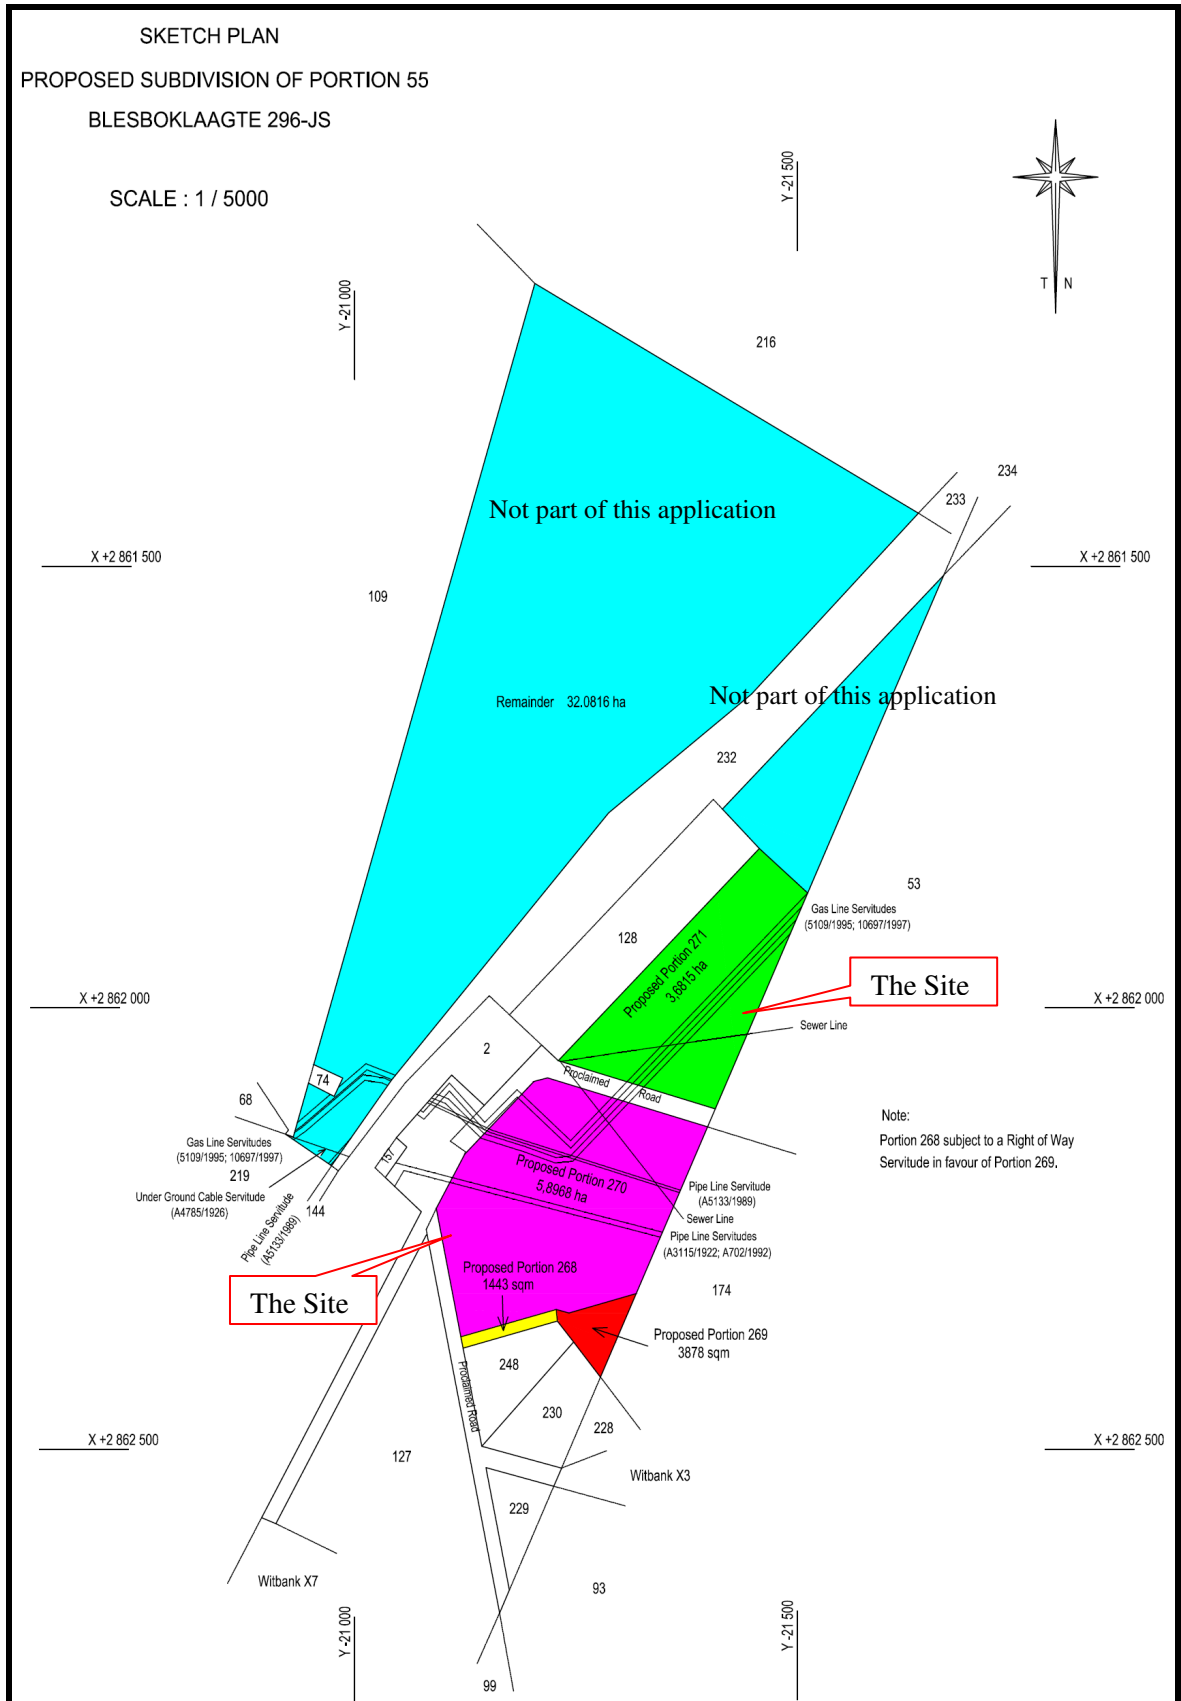 SKETCH PLAN
PROPOSED SUBDIVISION OF PORTION 55
BLESBOKLAAGTE 296-JS
SCALE : 1 / 5000
Y -21 500
Y -21 000
T N
216
234
233
Not part of this application
X +2 861 500
X +2 861 500
109
Remainder 32.0816 ha
Not part of this application
232
53
Gas Line Servitudes
(5109/1995; 10697/1997)
128
Proposed Portion 271
3,6815 ha
The Site
X +2 862 000
X +2 862 000
Sewer Line
2
74
Proclaimed
Road
68
Note:
Portion 268 subject to a Right of Way
Servitude in favour of Portion 269.
Gas Line Servitudes
(5109/1995; 10697/1997)
219
157
Proposed Portion 270
5,8968 ha
Under Ground Cable Servitude
(A4785/1926)
Pipe Line Servitude
(A5133/1989)
144
Pipe Line Servitude
(A5133/1989)
Sewer Line
Pipe Line Servitudes
(A3115/1922; A702/1992)
Proposed Portion 268
1443 sqm
174
The Site
Proposed Portion 269
3878 sqm
248
Proclaimed Road
230
228
X +2 862 500
X +2 862 500
127
Witbank X3
229
Witbank X7
93
Y -21 000
Y -21 500
99